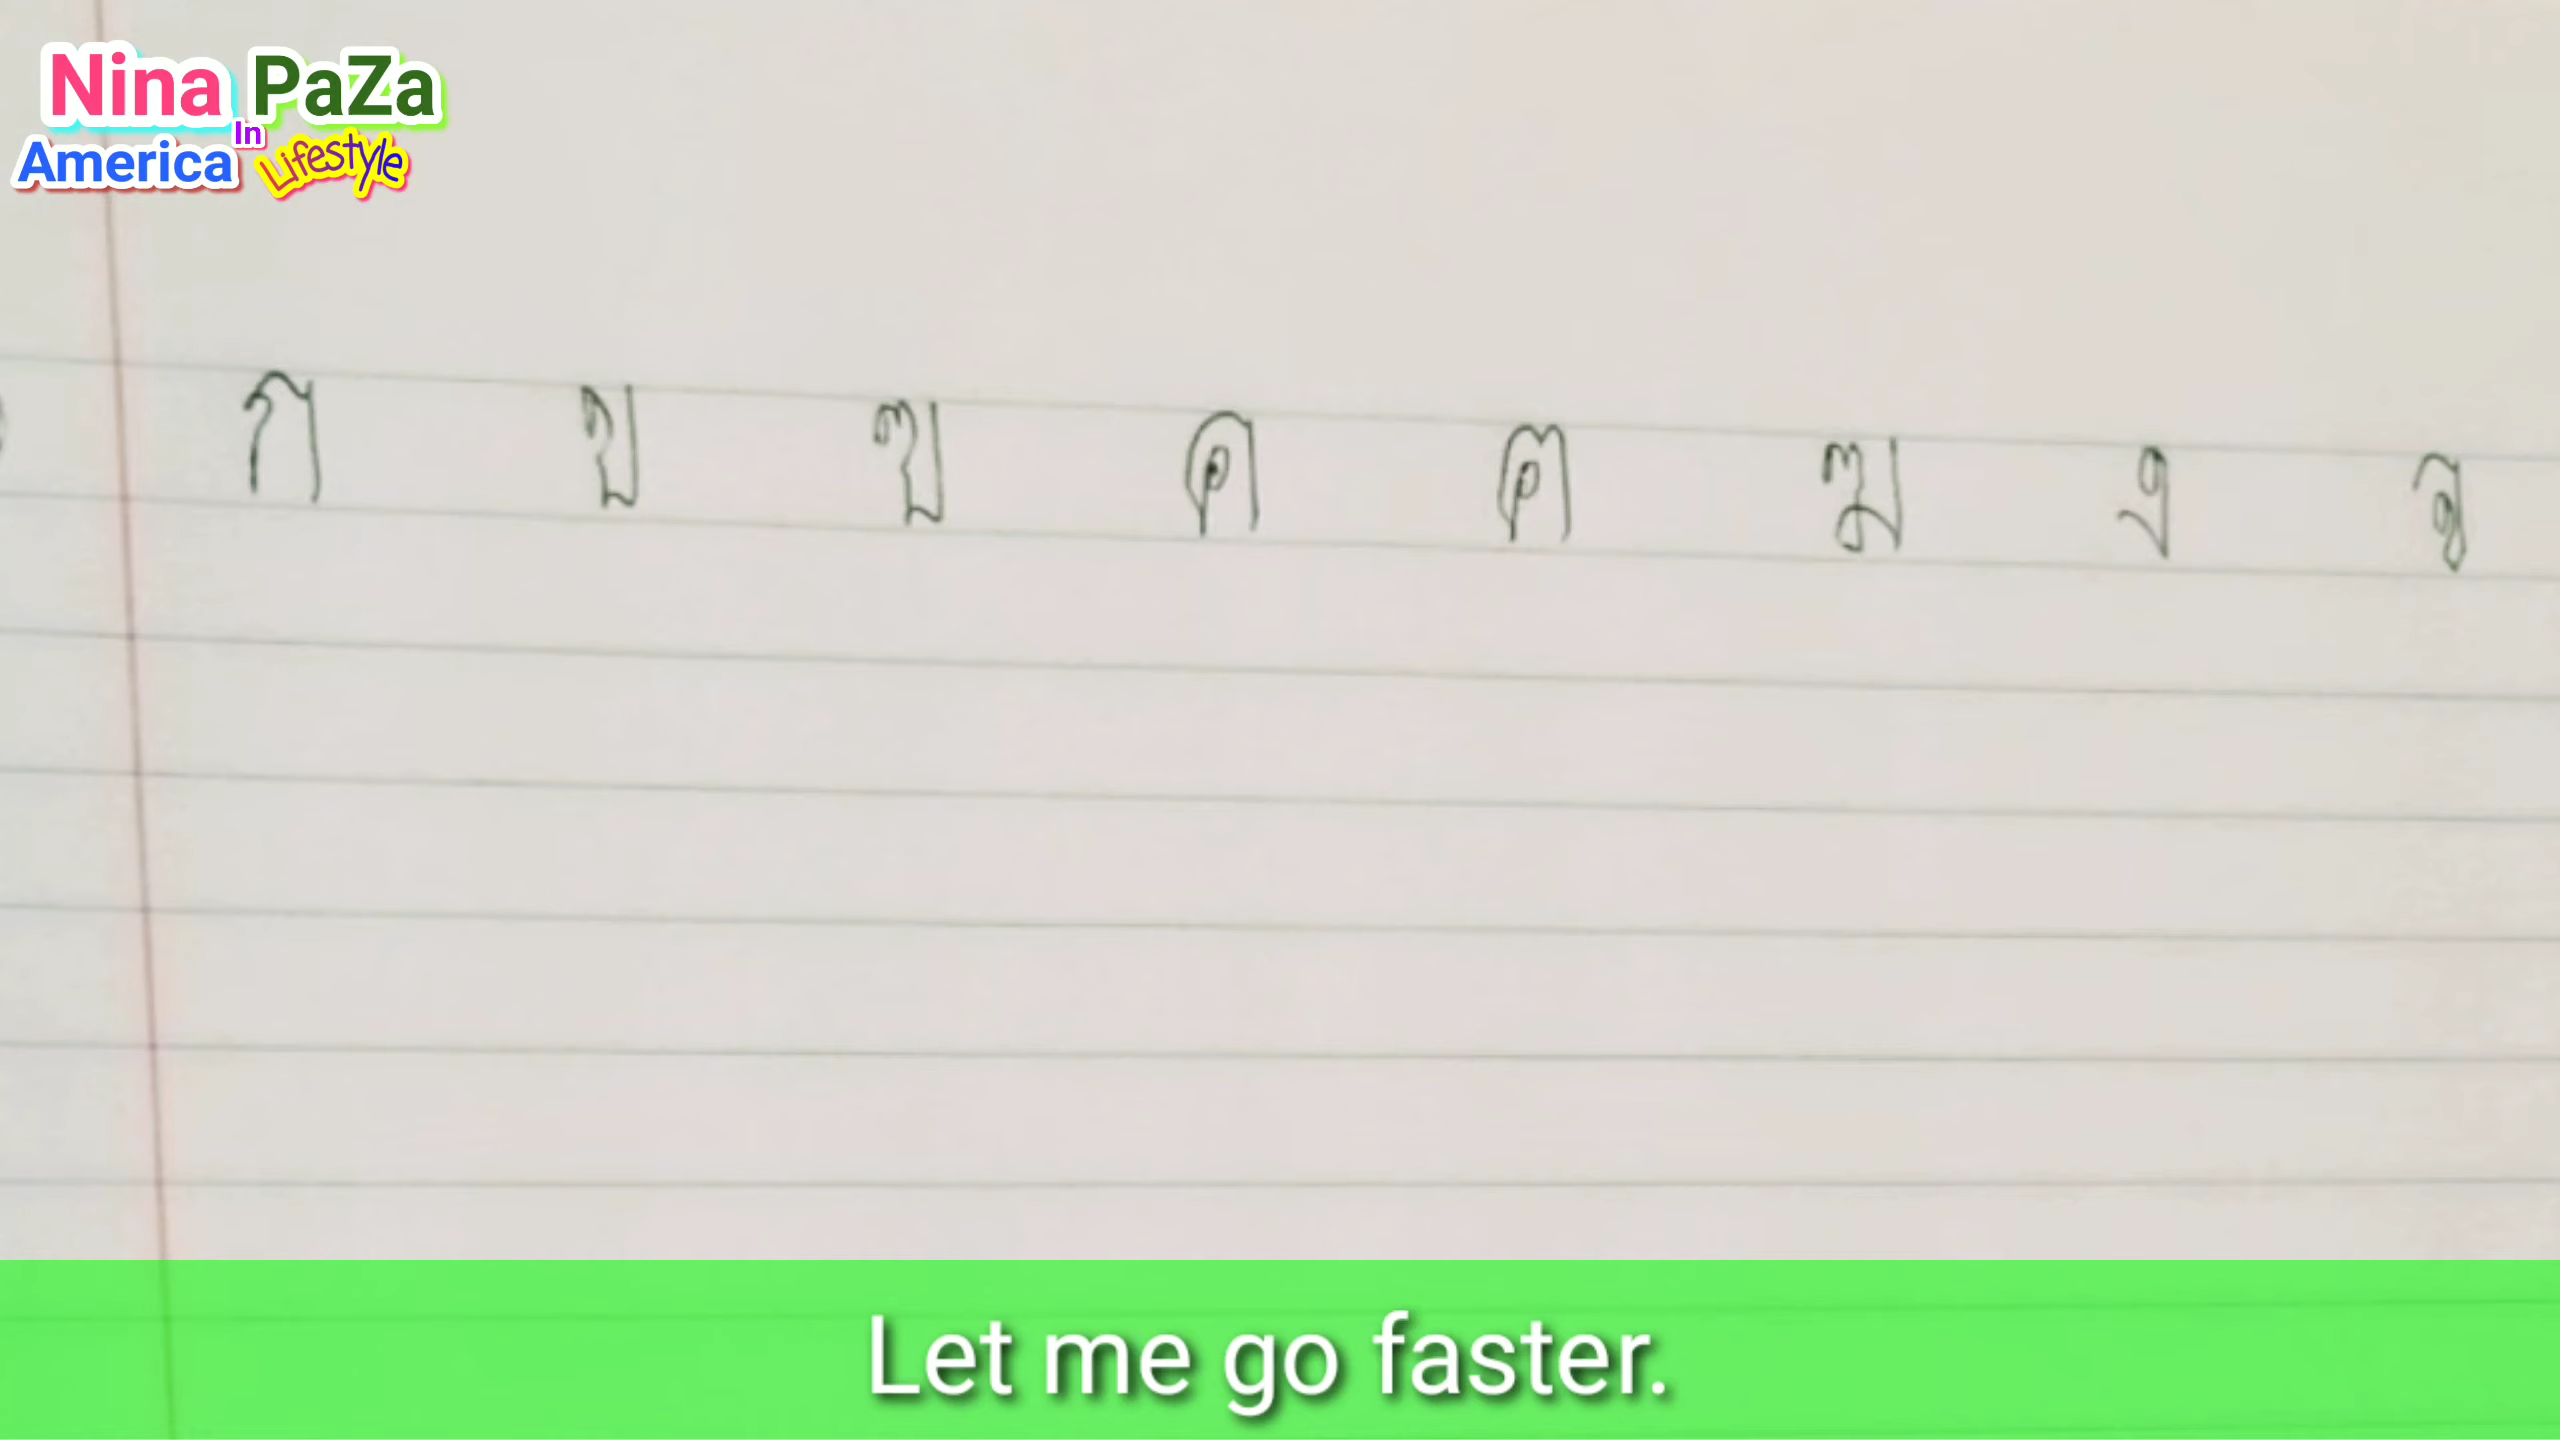 Nina PaZa
America In Lifestyle
ก ข ฃ ค ฅ ฆ ง จ
Let me go faster.